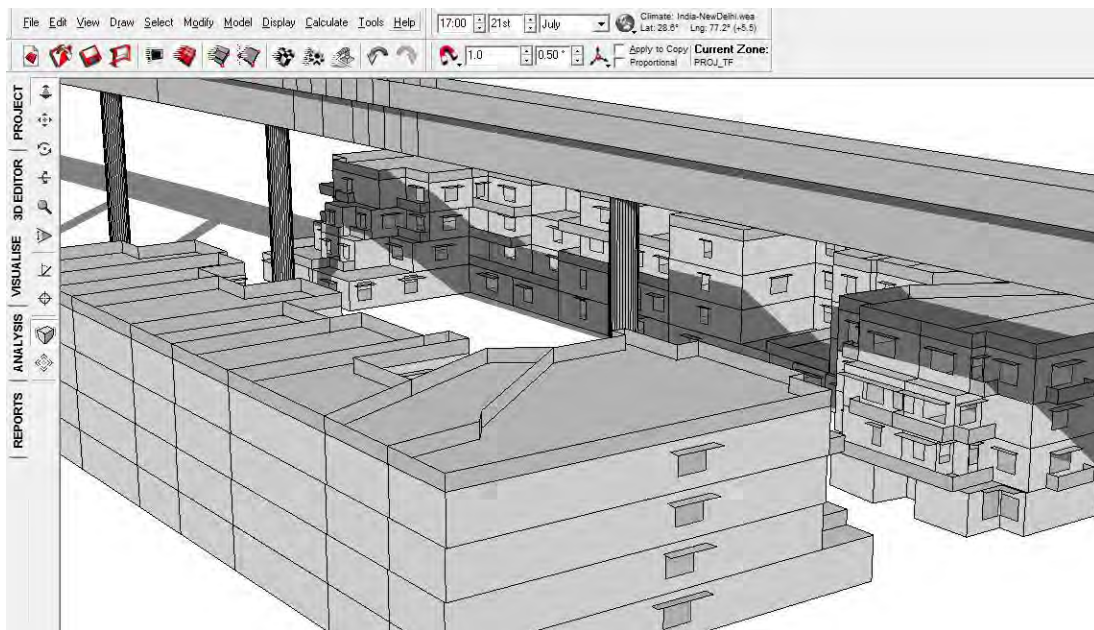 File Edit View Draw Select Modify Model Display Calculate Tools Help
17:00 21st July
Climate: India-NewDelhi.wea
Lat: 28.6° Lng: 77.2° (+5.5)
1.0 0.50 °
Apply to Copy
Proportional
Current Zone:
PROJ_TF
PROJECT
3D EDITOR
VISUALISE
ANALYSIS
REPORTS